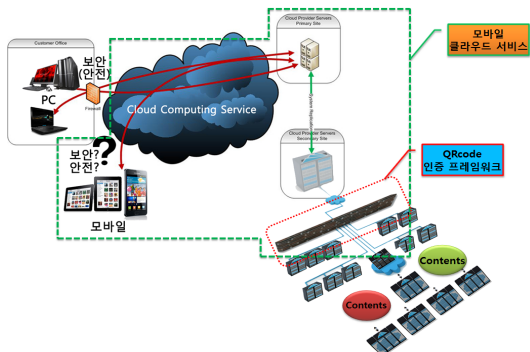 Customer Office
보안
(안전)
PC
Firewall
Cloud Computing Service
Cloud Provider Servers
Primary Site
System Replication
Cloud Provider Servers
Secondary Site
보안?
안전?
?
모바일
모바일
클라우드 서비스
QRcode
인증 프레임워크
Contents
Contents